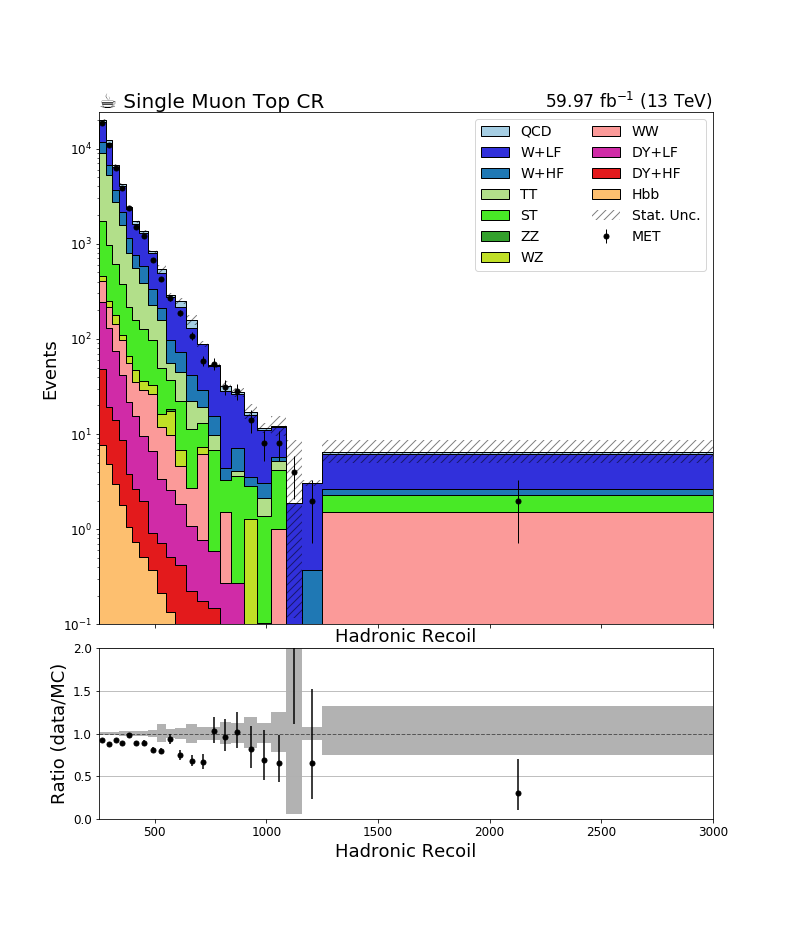 ☕ Single Muon Top CR
59.97 fb⁻¹ (13 TeV)
QCD
W+LF
W+HF
TT
ST
ZZ
WZ
WW
DY+LF
DY+HF
Hbb
Stat. Unc.
MET
Events
10⁴
10³
10²
10¹
10⁰
10⁻¹
Hadronic Recoil
Ratio (data/MC)
2.0
1.5
1.0
0.5
0.0
500 1000 1500 2000 2500 3000
Hadronic Recoil